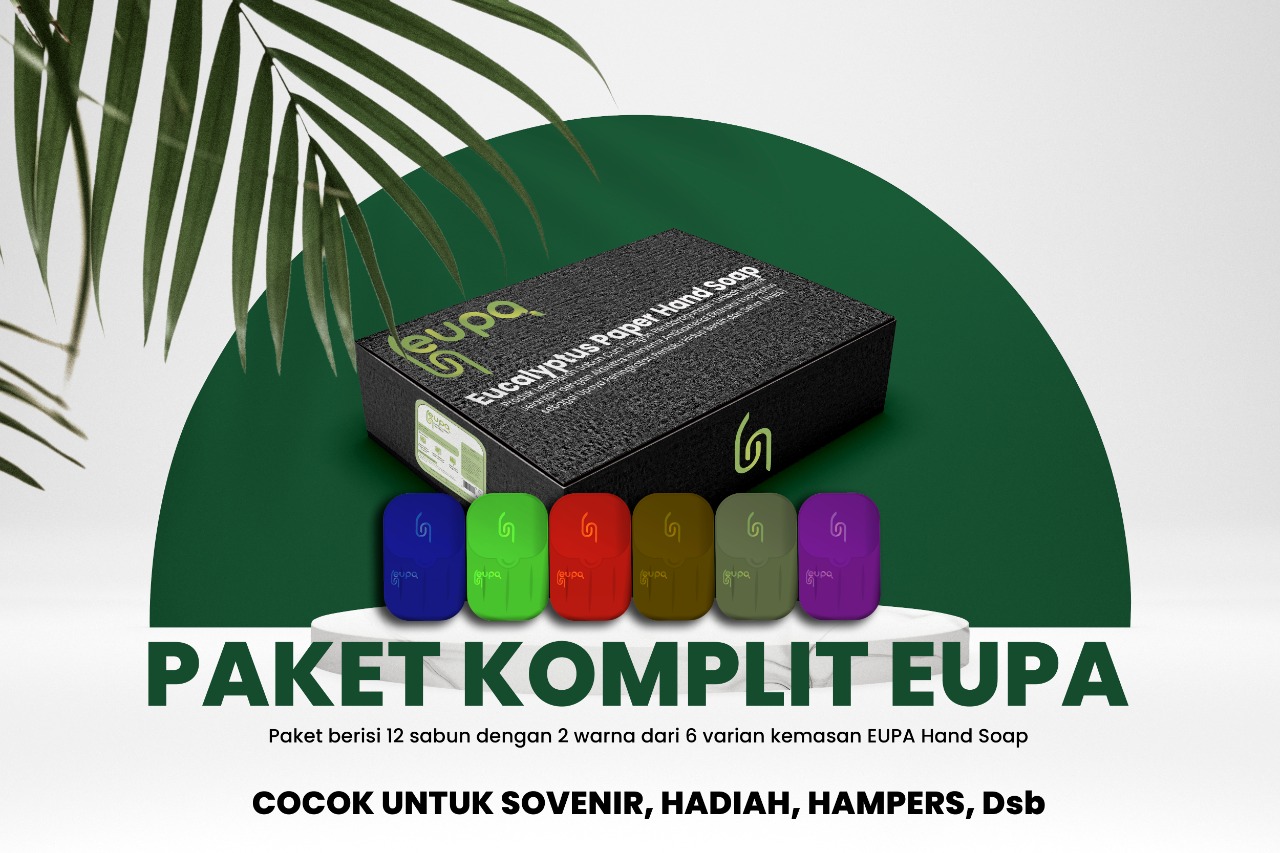 eupa
Eucalyptus Paper Hand Soap
eupa
eupa
eupa
eupa
eupa
eupa
eupa
PAKET KOMPLIT EUPA
Paket berisi 12 sabun dengan 2 warna dari 6 varian kemasan EUPA Hand Soap
COCOK UNTUK SOVENIR, HADIAH, HAMPERS, Dsb